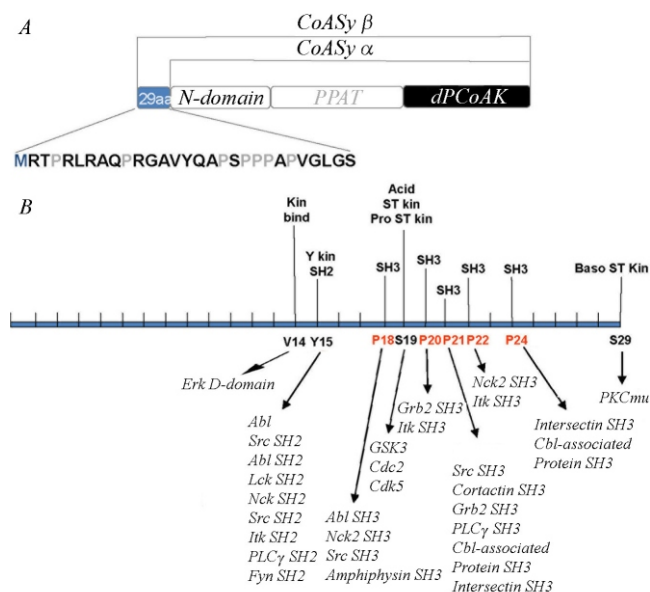 A
CoASy β
CoASy α
29aa N-domain PPAT dPCoAK
MRTPRLRAQPRGAVYQAPSPPPAPVGLGS
B
Kin
bind
Y kin
SH2
Acid
ST kin
Pro ST kin
SH3
SH3
SH3
SH3
SH3
Baso ST Kin
V14 Y15 P18 S19 P20 P21 P22 P24 S29
Erk D-domain
Abl
Src SH2
Abl SH2
Lck SH2
Nck SH2
Src SH2
Itk SH2
PLCγ SH2
Fyn SH2
Abl SH3
Nck2 SH3
Src SH3
Amphiphysin SH3
GSK3
Cdc2
Cdk5
Grb2 SH3
Itk SH3
Src SH3
Cortactin SH3
Grb2 SH3
PLCγ SH3
Cbl-associated
Protein SH3
Intersectin SH3
Nck2 SH3
Itk SH3
Intersectin SH3
Cbl-associated
Protein SH3
PKCmu